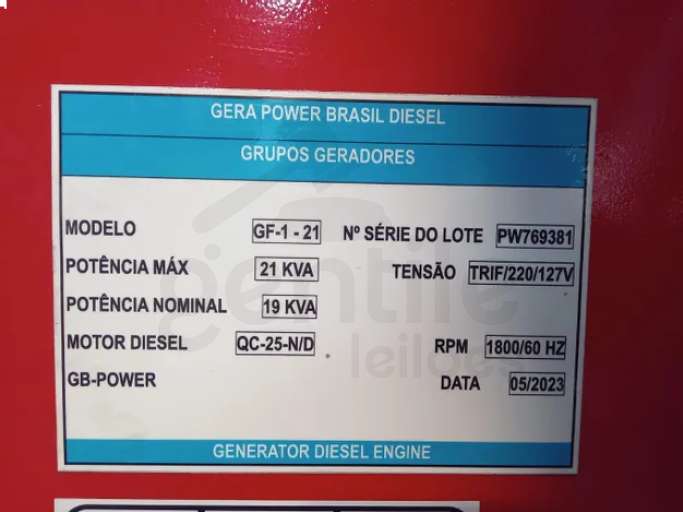 GERA POWER BRASIL DIESEL
GRUPOS GERADORES
MODELO GF-1 - 21 Nº SÉRIE DO LOTE PW769381
POTÊNCIA MÁX 21 KVA TENSÃO TRIF/220/127V
POTÊNCIA NOMINAL 19 KVA
MOTOR DIESEL QC-25-N/D RPM 1800/60 HZ
GB-POWER DATA 05/2023
GENERATOR DIESEL ENGINE
gentile
leilões